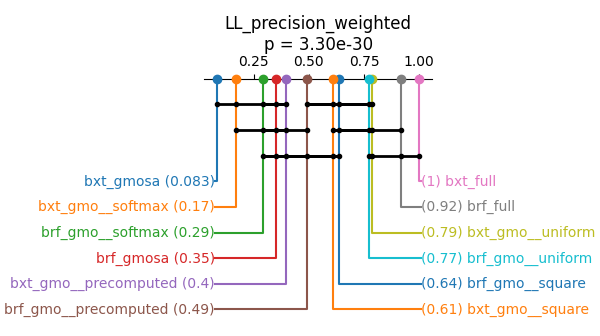 LL_precision_weighted
p = 3.30e-30
0.25 0.50 0.75 1.00
bxt_gmosa (0.083) (1) bxt_full
bxt_gmo__softmax (0.17) (0.92) brf_full
brf_gmo__softmax (0.29) (0.79) bxt_gmo__uniform
brf_gmosa (0.35) (0.77) brf_gmo__uniform
bxt_gmo__precomputed (0.4) (0.64) brf_gmo__square
brf_gmo__precomputed (0.49) (0.61) bxt_gmo__square